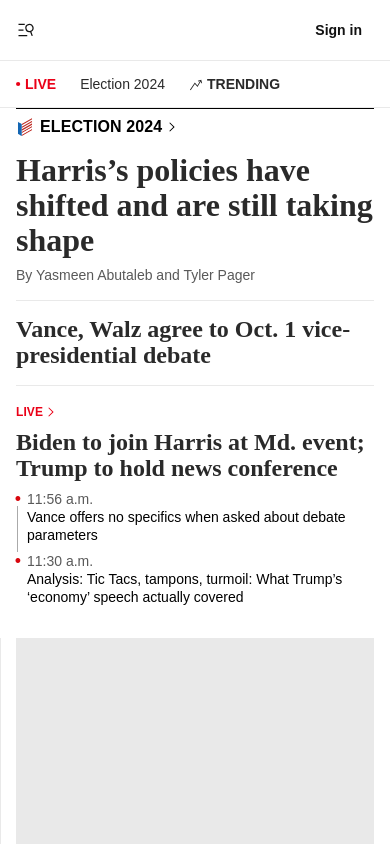 Sign in
LIVE
Election 2024
TRENDING
ELECTION 2024
Harris’s policies have
shifted and are still taking
shape
By Yasmeen Abutaleb and Tyler Pager
Vance, Walz agree to Oct. 1 vice-
presidential debate
LIVE
Biden to join Harris at Md. event;
Trump to hold news conference
11:56 a.m.
Vance offers no specifics when asked about debate
parameters
11:30 a.m.
Analysis: Tic Tacs, tampons, turmoil: What Trump’s
‘economy’ speech actually covered